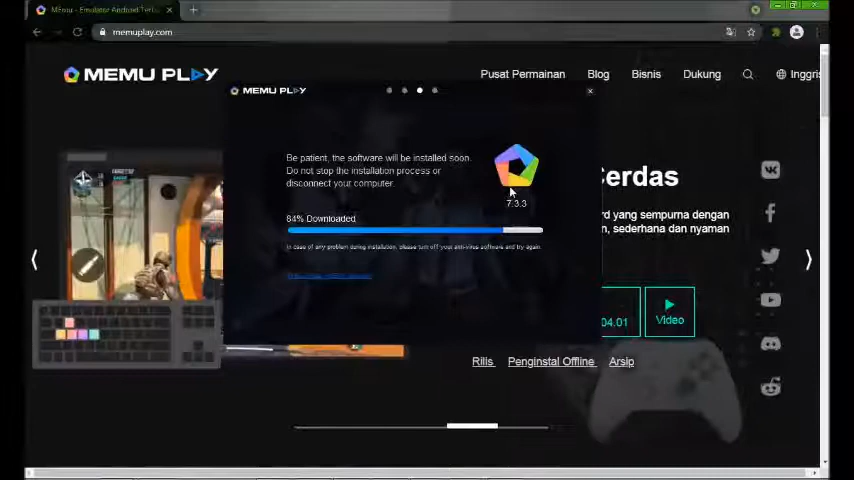 MEmu - Emulator Android Ter
memuplay.com
MEMU PLAY
Pusat Permainan
Blog
Bisnis
Dukung
Inggris
MEMU PLAY
Be patient, the software will be installed soon.
Do not stop the installation process or
disconnect your computer.
7.3.3
84% Downloaded
In case of any problem during installation, please turn off your anti-virus software and try again.
erdas
rd yang sempurna dengan
n, sederhana dan nyaman
04.01
Video
Rilis
Penginstal Offline
Arsip